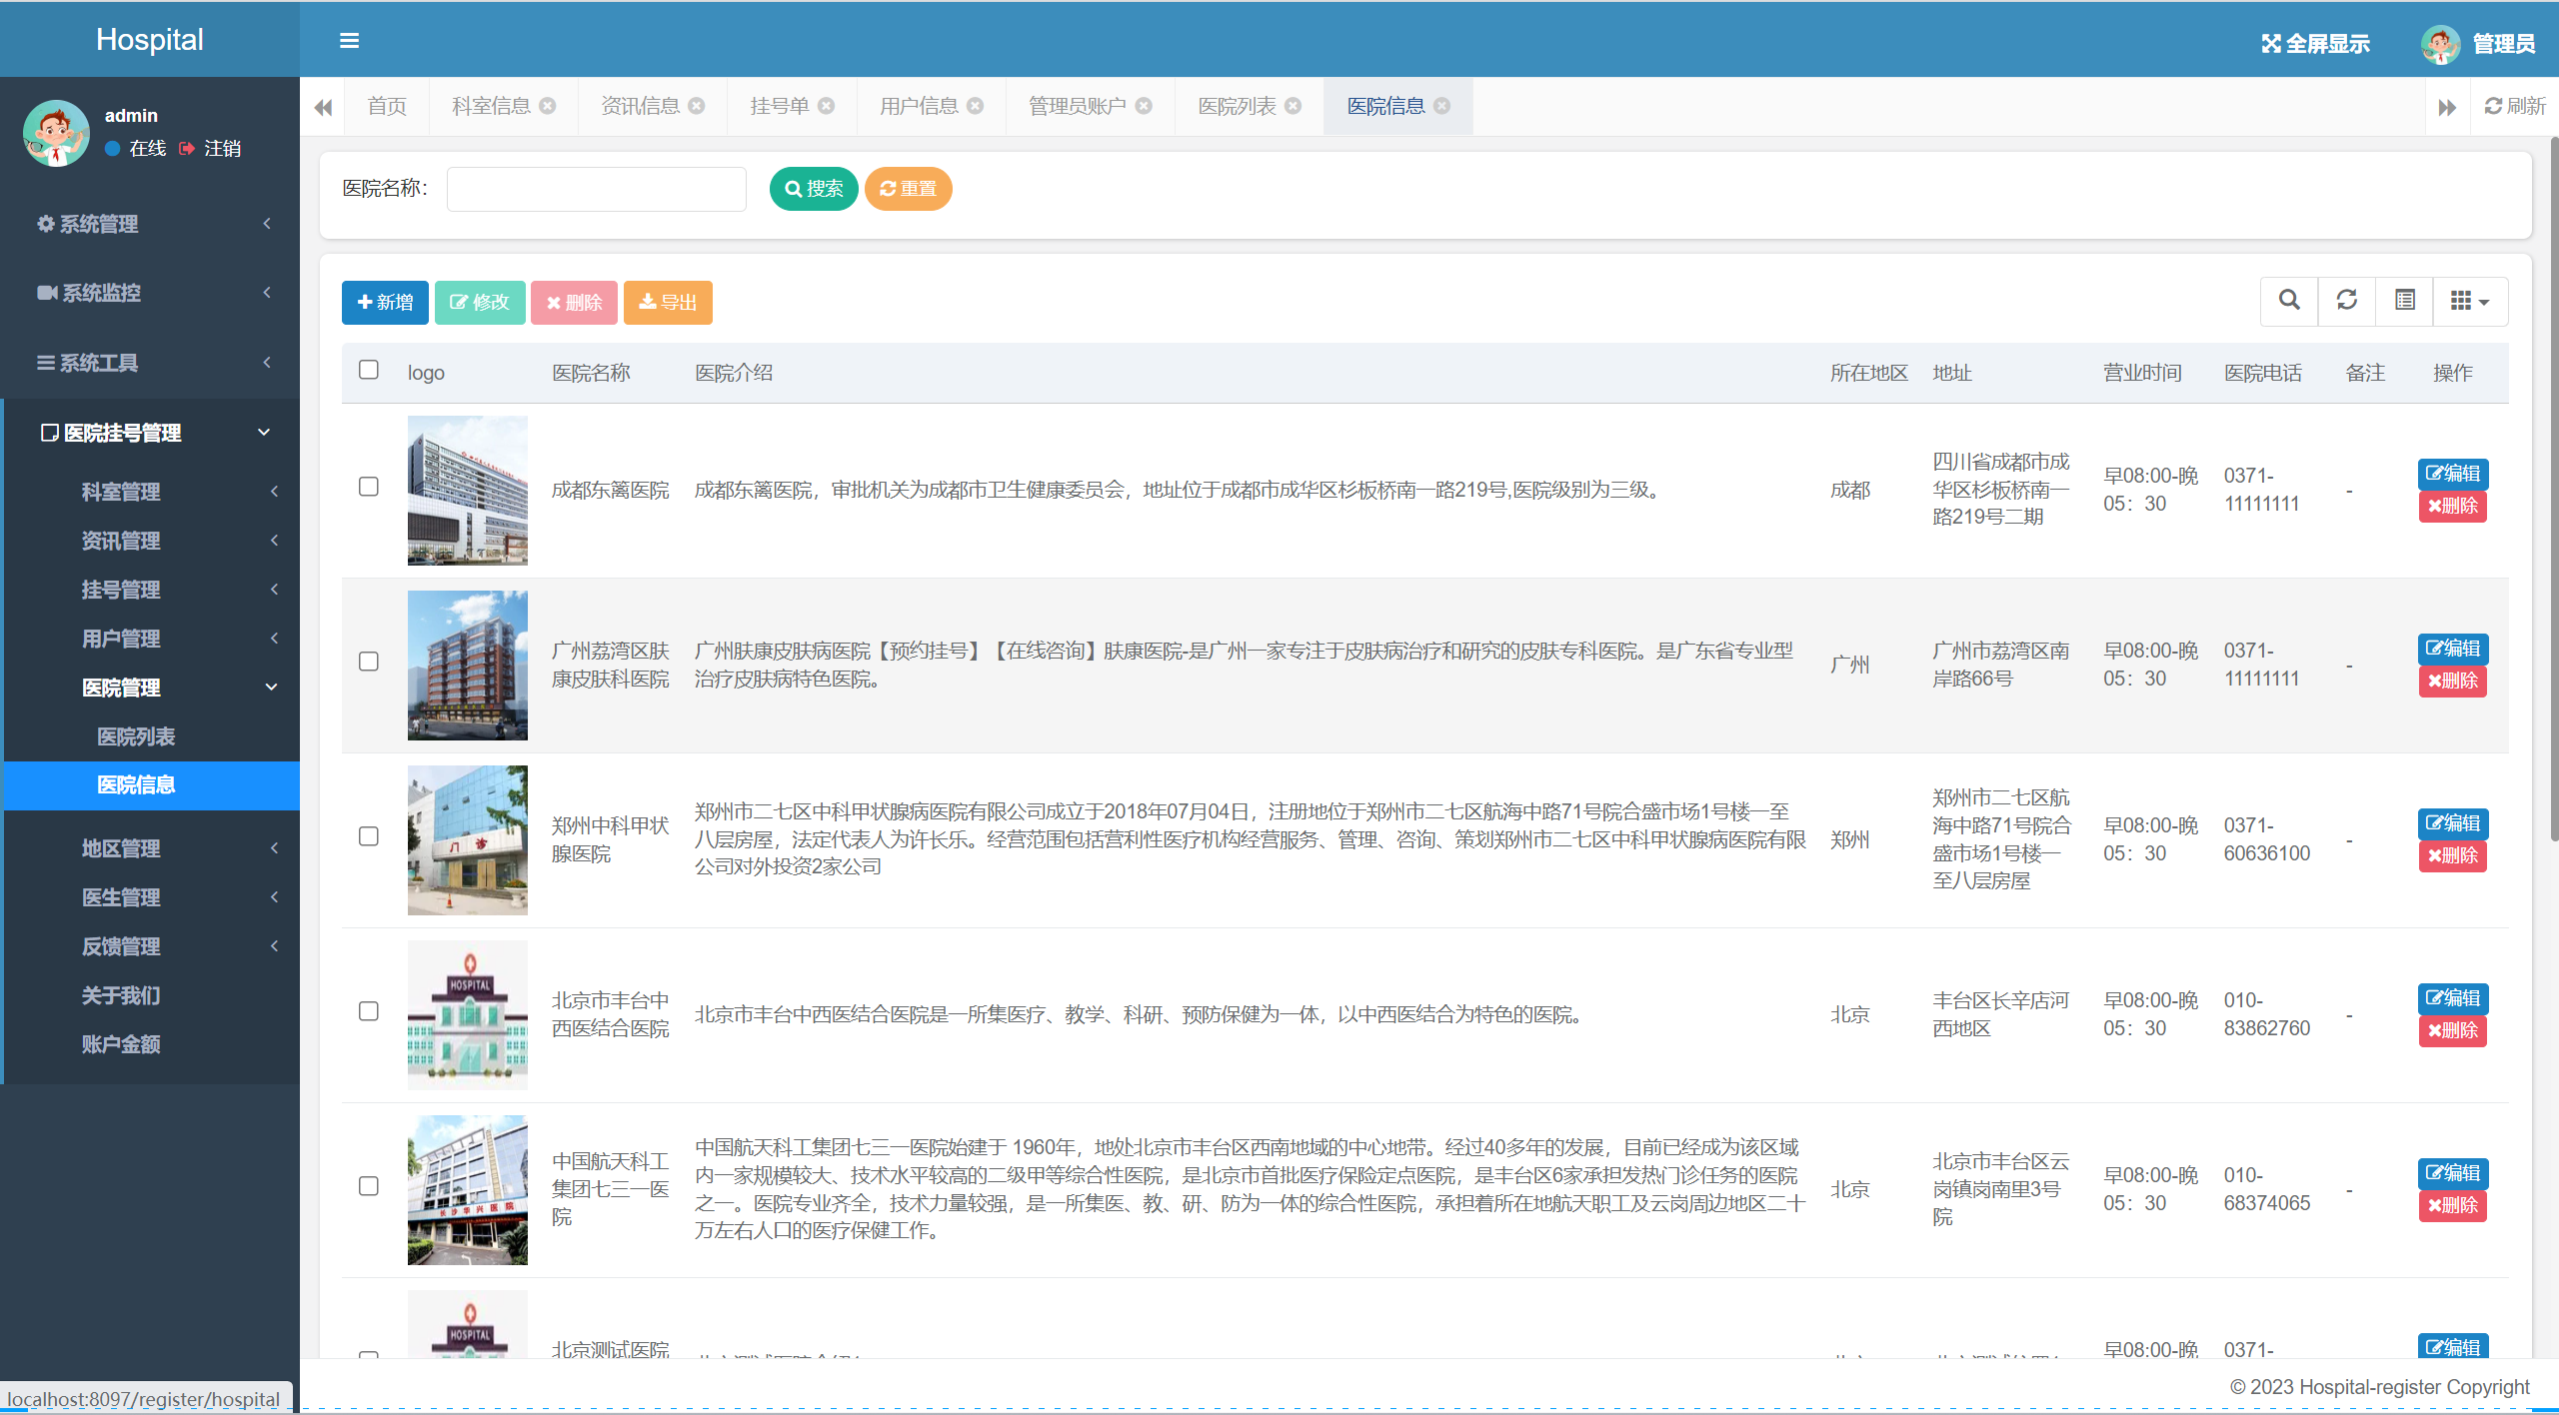 Hospital
全屏显示
管理员
admin
在线 注销
首页
科室信息
资讯信息
挂号单
用户信息
管理员账户
医院列表
医院信息
刷新
系统管理
系统监控
系统工具
医院挂号管理
科室管理
资讯管理
挂号管理
用户管理
医院管理
医院列表
医院信息
地区管理
医生管理
反馈管理
关于我们
账户金额
医院名称：
搜索
重置
新增
修改
删除
导出
logo 医院名称 医院介绍 所在地区 地址 营业时间 医院电话 备注 操作
成都东篱医院
成都东篱医院，审批机关为成都市卫生健康委员会，地址位于成都市成华区杉板桥南一路219号,医院级别为三级。
成都
四川省成都市成
华区杉板桥南一
路219号二期
早08:00-晚
05：30
0371-
11111111
-
编辑
删除
广州荔湾区肤
康皮肤科医院
广州肤康皮肤病医院【预约挂号】【在线咨询】肤康医院-是广州一家专注于皮肤病治疗和研究的皮肤专科医院。是广东省专业型
治疗皮肤病特色医院。
广州
广州市荔湾区南
岸路66号
早08:00-晚
05：30
0371-
11111111
-
编辑
删除
门诊
郑州中科甲状
腺医院
郑州市二七区中科甲状腺病医院有限公司成立于2018年07月04日，注册地位于郑州市二七区航海中路71号院合盛市场1号楼一至
八层房屋，法定代表人为许长乐。经营范围包括营利性医疗机构经营服务、管理、咨询、策划郑州市二七区中科甲状腺病医院有限
公司对外投资2家公司
郑州
郑州市二七区航
海中路71号院合
盛市场1号楼一
至八层房屋
早08:00-晚
05：30
0371-
60636100
-
编辑
删除
HOSPITAL
北京市丰台中
西医结合医院
北京市丰台中西医结合医院是一所集医疗、教学、科研、预防保健为一体，以中西医结合为特色的医院。
北京
丰台区长辛店河
西地区
早08:00-晚
05：30
010-
83862760
-
编辑
删除
长沙华兴医院
中国航天科工
集团七三一医
院
中国航天科工集团七三一医院始建于 1960年，地处北京市丰台区西南地域的中心地带。经过40多年的发展，目前已经成为该区域
内一家规模较大、技术水平较高的二级甲等综合性医院，是北京市首批医疗保险定点医院，是丰台区6家承担发热门诊任务的医院
之一。医院专业齐全，技术力量较强，是一所集医、教、研、防为一体的综合性医院，承担着所在地航天职工及云岗周边地区二十
万左右人口的医疗保健工作。
北京
北京市丰台区云
岗镇岗南里3号
院
早08:00-晚
05：30
010-
68374065
-
编辑
删除
HOSPITAL
北京测试医院
早08:00-晚
0371-
编辑
© 2023 Hospital-register Copyright
localhost:8097/register/hospital